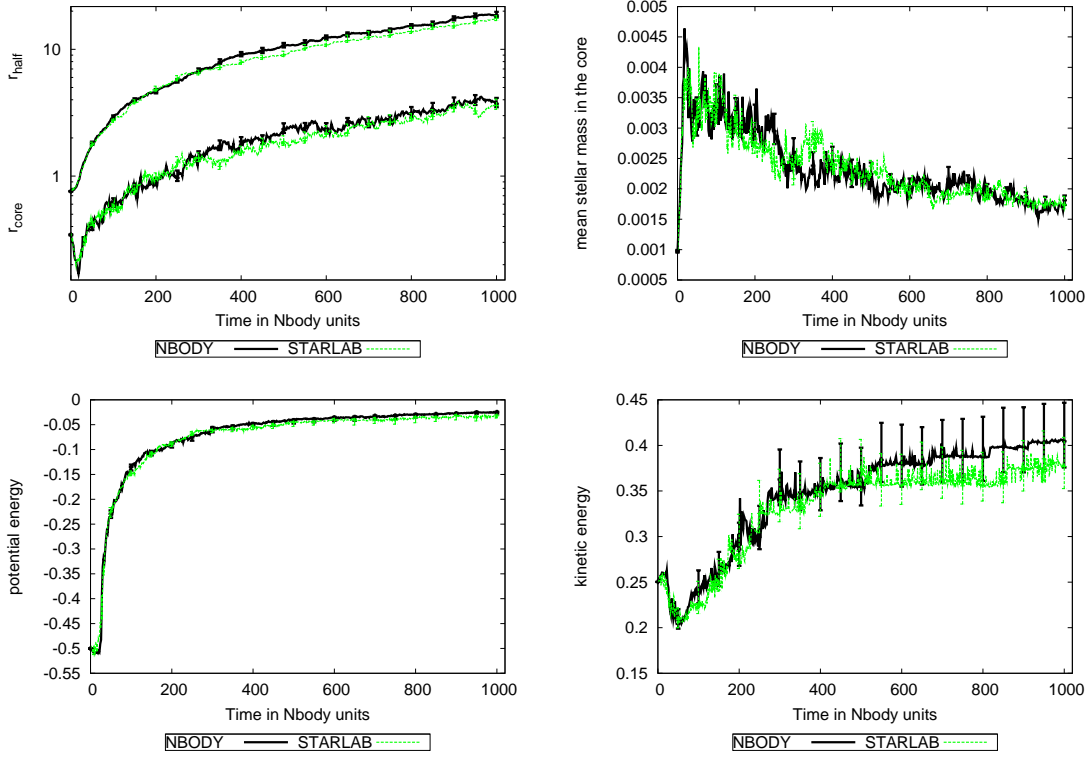 r_half
r_core
10
1
0 200 400 600 800 1000
Time in Nbody units
NBODY STARLAB
mean stellar mass in the core
0.005
0.0045
0.004
0.0035
0.003
0.0025
0.002
0.0015
0.001
0.0005
0 200 400 600 800 1000
Time in Nbody units
NBODY STARLAB
potential energy
0
-0.05
-0.1
-0.15
-0.2
-0.25
-0.3
-0.35
-0.4
-0.45
-0.5
-0.55
0 200 400 600 800 1000
Time in Nbody units
NBODY STARLAB
kinetic energy
0.45
0.4
0.35
0.3
0.25
0.2
0.15
0 200 400 600 800 1000
Time in Nbody units
NBODY STARLAB